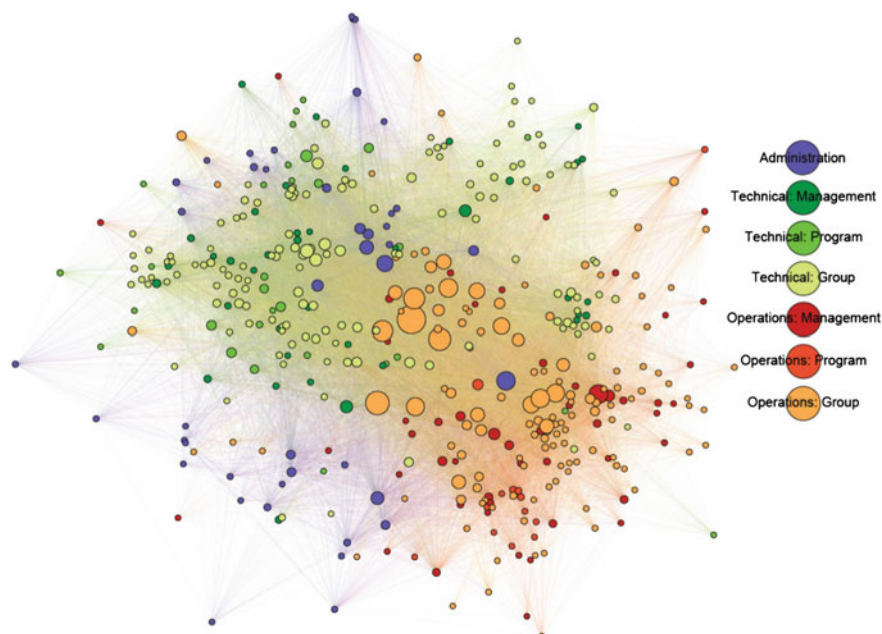 Administration
Technical: Management
Technical: Program
Technical: Group
Operations: Management
Operations: Program
Operations: Group